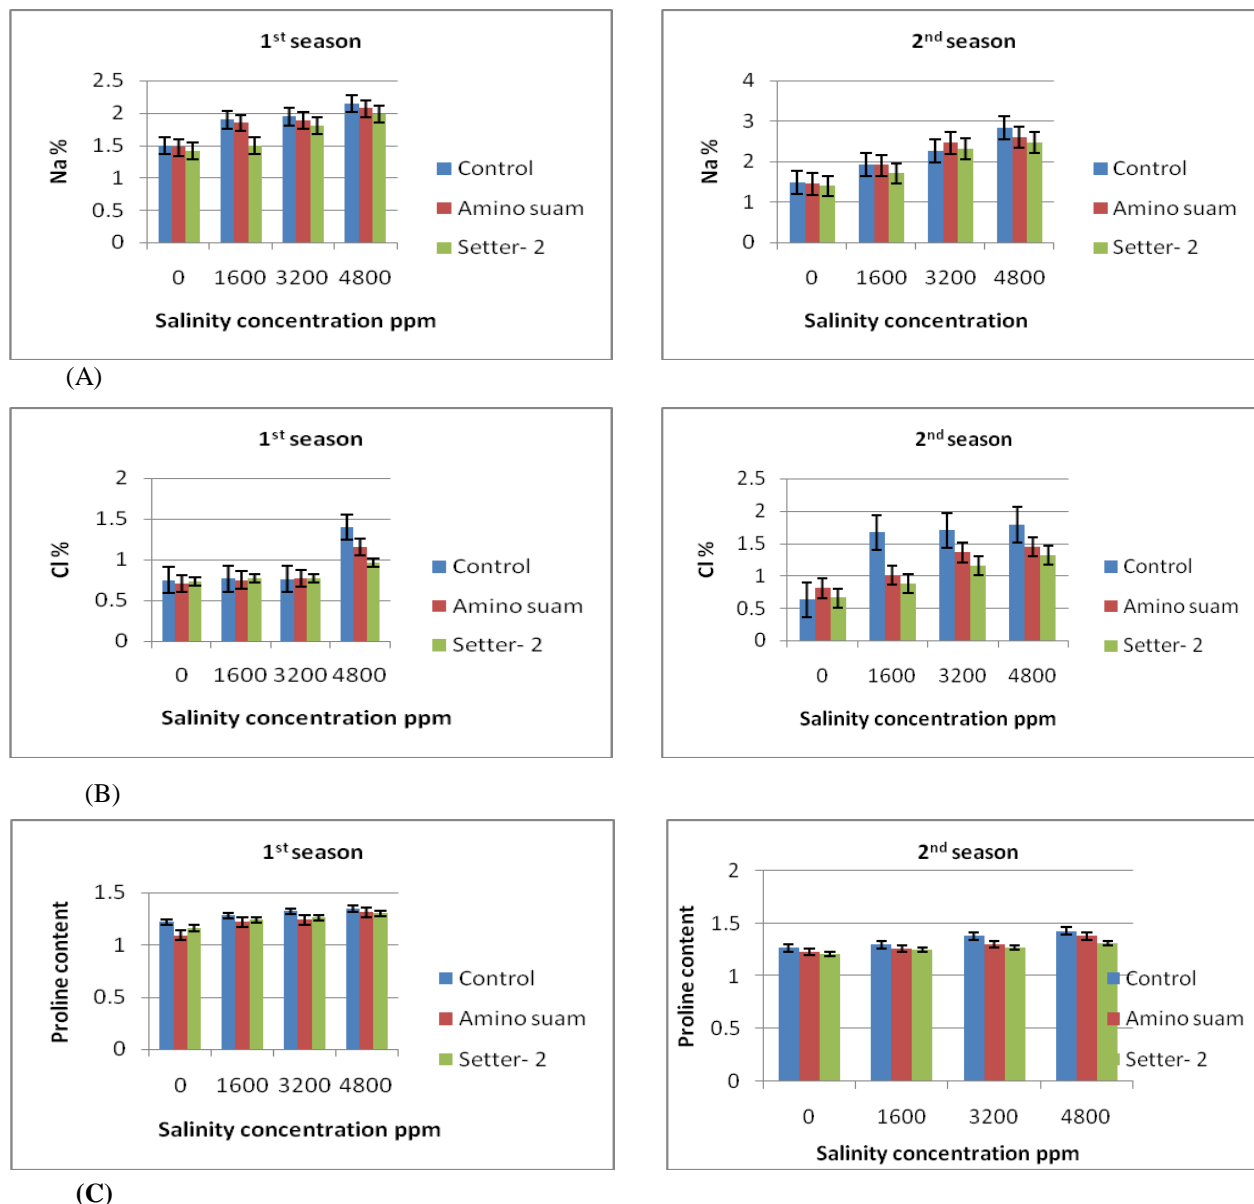 1st season
2.5
2
1.5
1
0.5
0
Na %
0 1600 3200 4800
Salinity concentration ppm
Control
Amino suam
Setter- 2
2nd season
4
3
2
1
0
Na %
0 1600 3200 4800
Salinity concentration
Control
Amino suam
Setter- 2
(A)
1st season
2
1.5
1
0.5
0
Cl %
0 1600 3200 4800
Salinity concentration ppm
Control
Amino suam
Setter- 2
2nd season
2.5
2
1.5
1
0.5
0
Cl %
0 1600 3200 4800
Salinity concentration ppm
Control
Amino suam
Setter- 2
(B)
1st season
1.5
1
0.5
0
Proline content
0 1600 3200 4800
Salinity concentration ppm
Control
Amino suam
Setter- 2
2nd season
2
1.5
1
0.5
0
Proline content
0 1600 3200 4800
Salinity concentration ppm
Control
Amino suam
Setter- 2
(C)